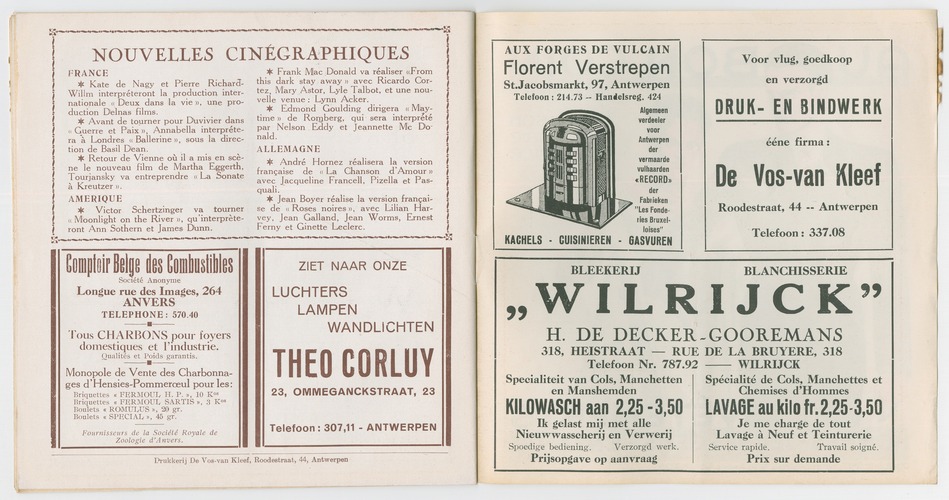 NOUVELLES CINÉGRAPHIQUES
FRANCE
✶ Kate de Nagy et Pierre Richard-
Willm interpréteront la production inter-
nationale « Deux dans la vie », une pro-
duction Delnas films.
✶ Avant de tourner pour Duvivier dans
« Guerre et Paix », Annabella interpréte-
ra à Londres « Ballerine », sous la direc-
tion de Basil Dean.
✶ Retour de Vienne où il a mis en scè-
ne le nouveau film de Martha Eggerth,
Tourjansky va entreprendre « La Sonate
à Kreutzer ».
AMERIQUE
✶ Victor Schertzinger va tourner
« Moonlight on the River », qu'interprète-
ront Ann Sothern et James Dunn.
✶ Frank Mac Donald va réaliser «From
this dark stay away » avec Ricardo Cor-
tez, Mary Astor, Lyle Talbot, et une nou-
velle venue : Lynn Acker.
✶ Edmond Goulding dirigera « May-
time » de Romberg, qui sera interprété
par Nelson Eddy et Jeannette Mc Do-
nald.
ALLEMAGNE
✶ André Hornez réalisera la version
française de « La Chanson d'Amour »
avec Jacqueline Francell, Pizella et Pas-
quali.
✶ Jean Boyer réalise la version françai-
se de « Roses noires », avec Lilian Har-
vey, Jean Galland, Jean Worms, Ernest
Ferny et Ginette Leclerc.
Comptoir Belge des Combustibles
Société Anonyme
Longue rue des Images, 264
ANVERS
TELEPHONE: 570.40
Tous CHARBONS pour foyers
domestiques et l'industrie.
Qualités et Poids garantis.
Monopole de Vente des Charbonna-
ges d'Hensies-Pommerœul pour les:
Briquettes « FERMOUL H. P. », 10 Kos
Briquettes « FERMOUL SARTIS », 3 Kos
Boulets « ROMULUS », 20 gr.
Boulets « SPECIAL », 45 gr.
Fournisseurs de la Société Royale de
Zoologie d'Anvers.
ZIET NAAR ONZE
LUCHTERS
LAMPEN
WANDLICHTEN
THEO CORLUY
23, OMMEGANCKSTRAAT, 23
Telefoon : 307,11 - ANTWERPEN
Drukkerij De Vos-van Kleef, Roodestraat, 44, Antwerpen
AUX FORGES DE VULCAIN
Florent Verstrepen
St.Jacobsmarkt, 97, Antwerpen
Telefoon : 214.73 -- Handelsreg. 424
Algemeen
verdeeler
voor
Antwerpen
der
vermaarde
vulhaarden
«RECORD»
der
Fabrieken
"Les Fonde-
ries Bruxel-
loises"
KACHELS - CUISINIEREN - GASVUREN
Voor vlug, goedkoop
en verzorgd
DRUK- EN BINDWERK
ééne firma :
De Vos-van Kleef
Roodestraat, 44 -- Antwerpen
Telefoon : 337.08
BLEEKERIJ BLANCHISSERIE
„WILRIJCK”
H. DE DECKER-GOOREMANS
318, HEISTRAAT — RUE DE LA BRUYERE, 318
Telefoon Nr. 787.92 — WILRIJCK
Specialiteit van Cols, Manchetten
en Manshemden
KILOWASCH aan 2,25-3,50
Ik gelast mij met alle
Nieuwwasscherij en Verwerij
Spoedige bediening. Verzorgd werk.
Prijsopgave op aanvraag
Spécialité de Cols, Manchettes et
Chemises d'Hommes
LAVAGE au kilo fr. 2,25-3,50
Je me charge de tout
Lavage à Neuf et Teinturerie
Service rapide. Travail soigné.
Prix sur demande